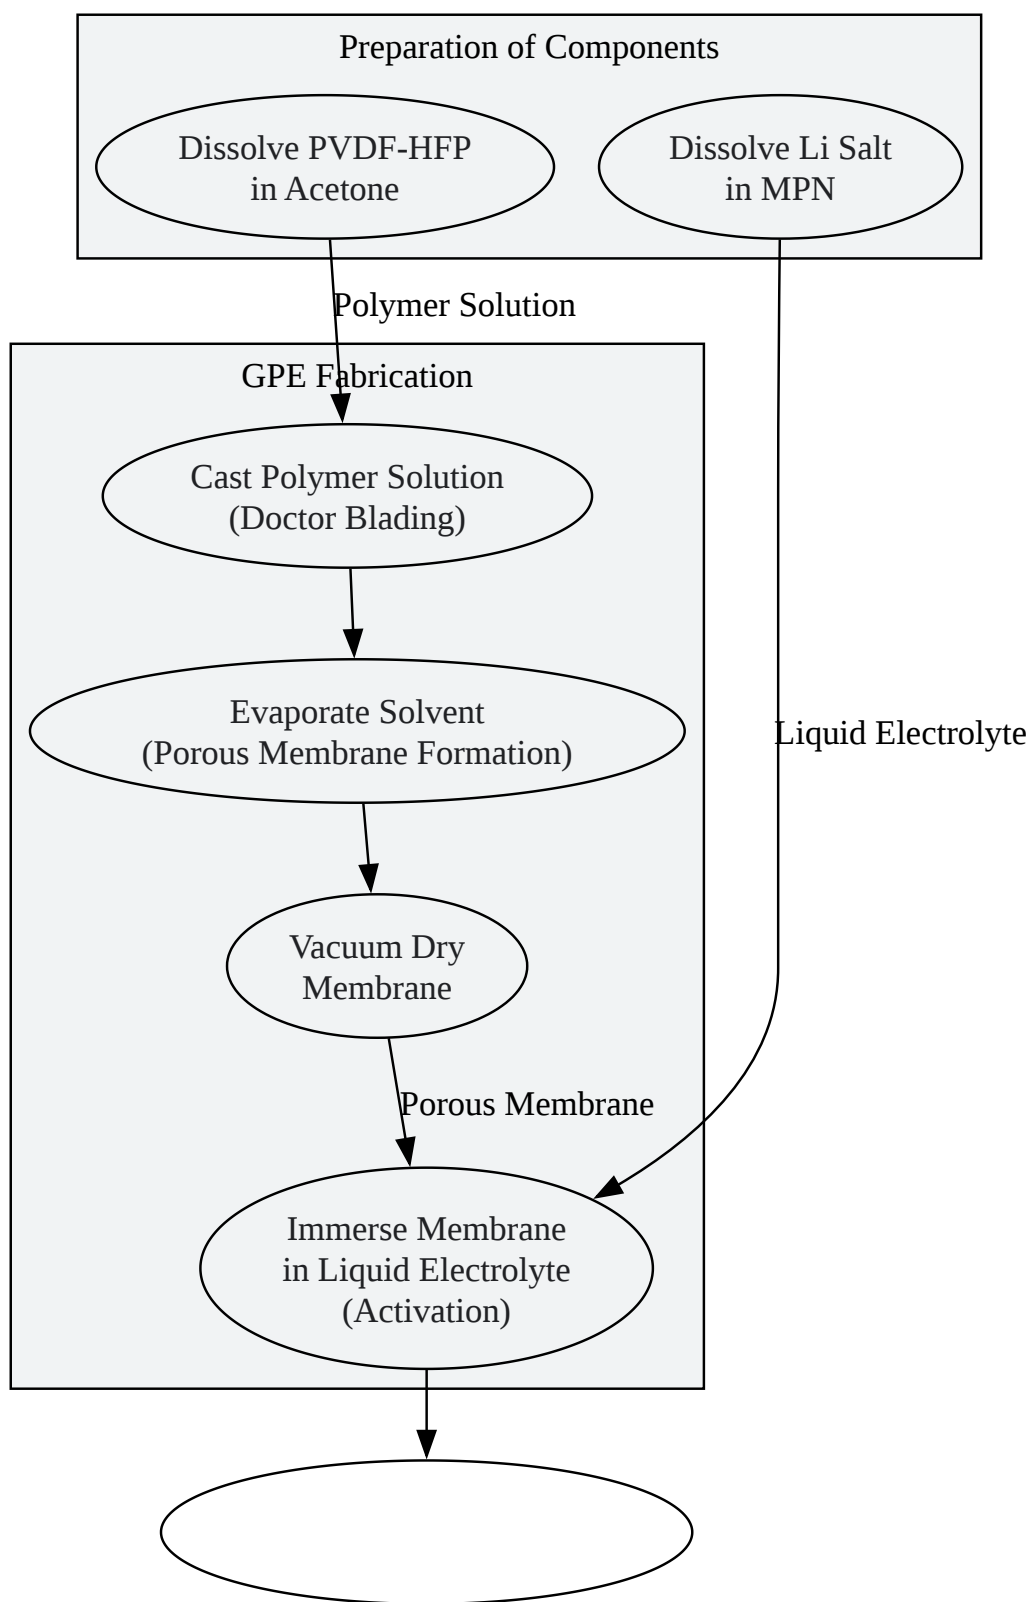 Preparation of Components
Dissolve PVDF-HFP
in Acetone
Dissolve Li Salt
in MPN
Polymer Solution
GPE Fabrication
Cast Polymer Solution
(Doctor Blading)
Evaporate Solvent
(Porous Membrane Formation)
Liquid Electrolyte
Vacuum Dry
Membrane
Porous Membrane
Immerse Membrane
in Liquid Electrolyte
(Activation)